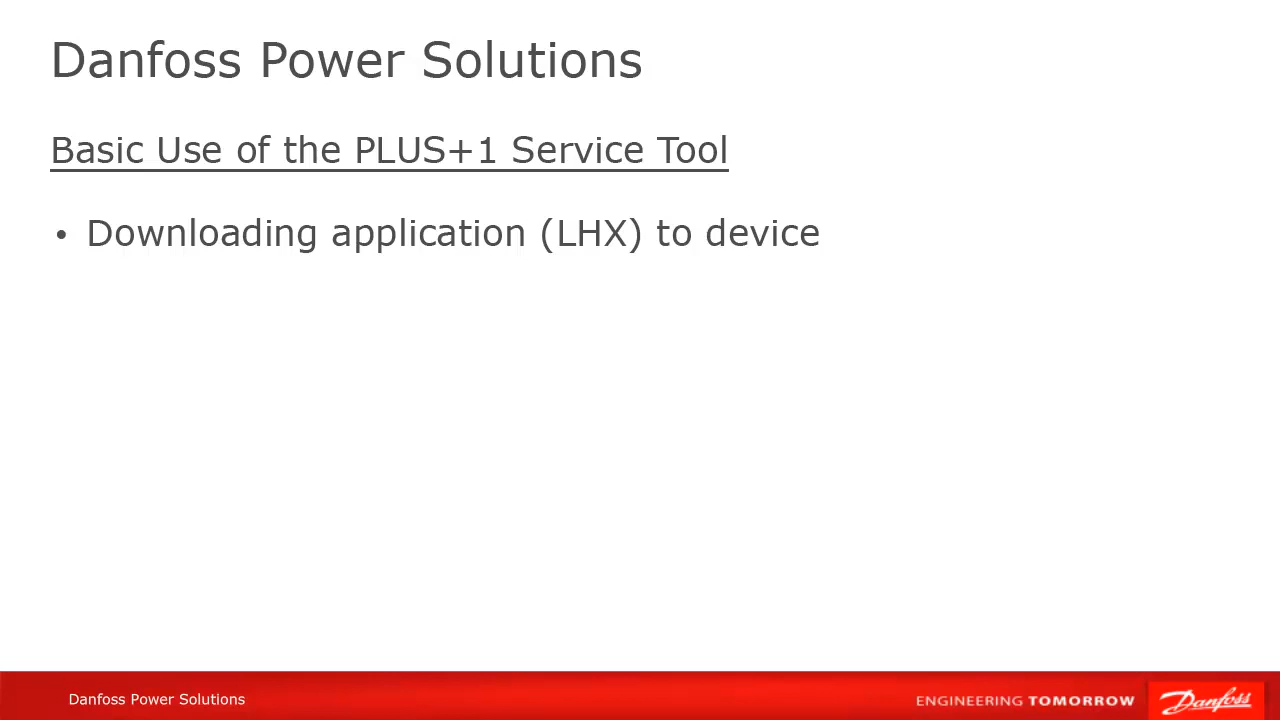 Danfoss Power Solutions
Basic Use of the PLUS+1 Service Tool
• Downloading application (LHX) to device
Danfoss Power Solutions
ENGINEERING TOMORROW
Danfoss